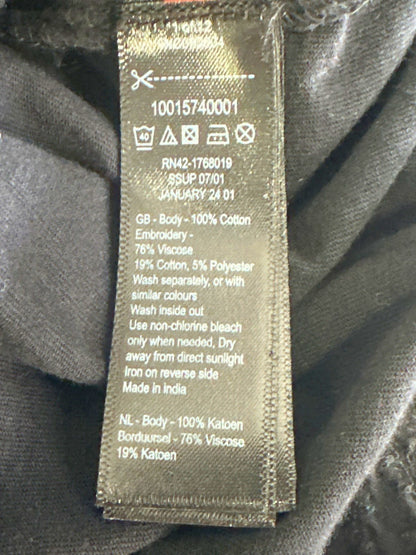 10015740001
40
RN42-1768019
SSUP 07/01
JANUARY 24 01
GB - Body - 100% Cotton
Embroidery -
76% Viscose
19% Cotton, 5% Polyester
Wash separately, or with
similar colours
Wash inside out
Use non-chlorine bleach
only when needed, Dry
away from direct sunlight
Iron on reverse side
Made in India
NL - Body - 100% Katoen
Borduursel - 76% Viscose
19% Katoen